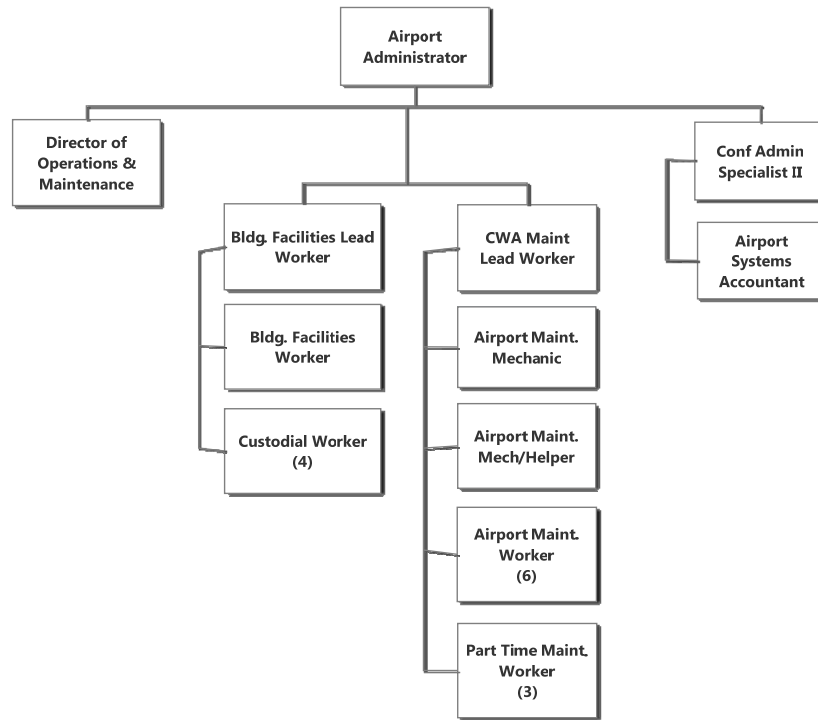 Airport
Administrator
Director of
Operations &
Maintenance
Conf Admin
Specialist II
Airport
Systems
Accountant
Bldg. Facilities Lead
Worker
Bldg. Facilities
Worker
Custodial Worker
(4)
CWA Maint
Lead Worker
Airport Maint.
Mechanic
Airport Maint.
Mech/Helper
Airport Maint.
Worker
(6)
Part Time Maint.
Worker
(3)